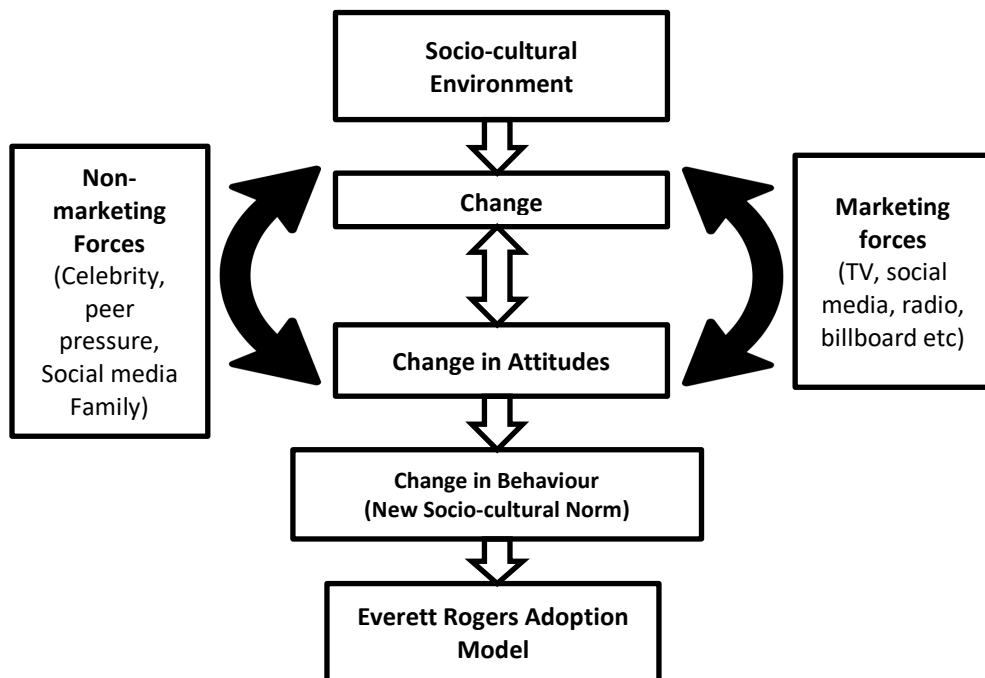 Socio-cultural
Environment
Non-
marketing
Forces
(Celebrity,
peer
pressure,
Social media
Family)
Change
Marketing
forces
(TV, social
media, radio,
billboard etc)
Change in Attitudes
Change in Behaviour
(New Socio-cultural Norm)
Everett Rogers Adoption
Model